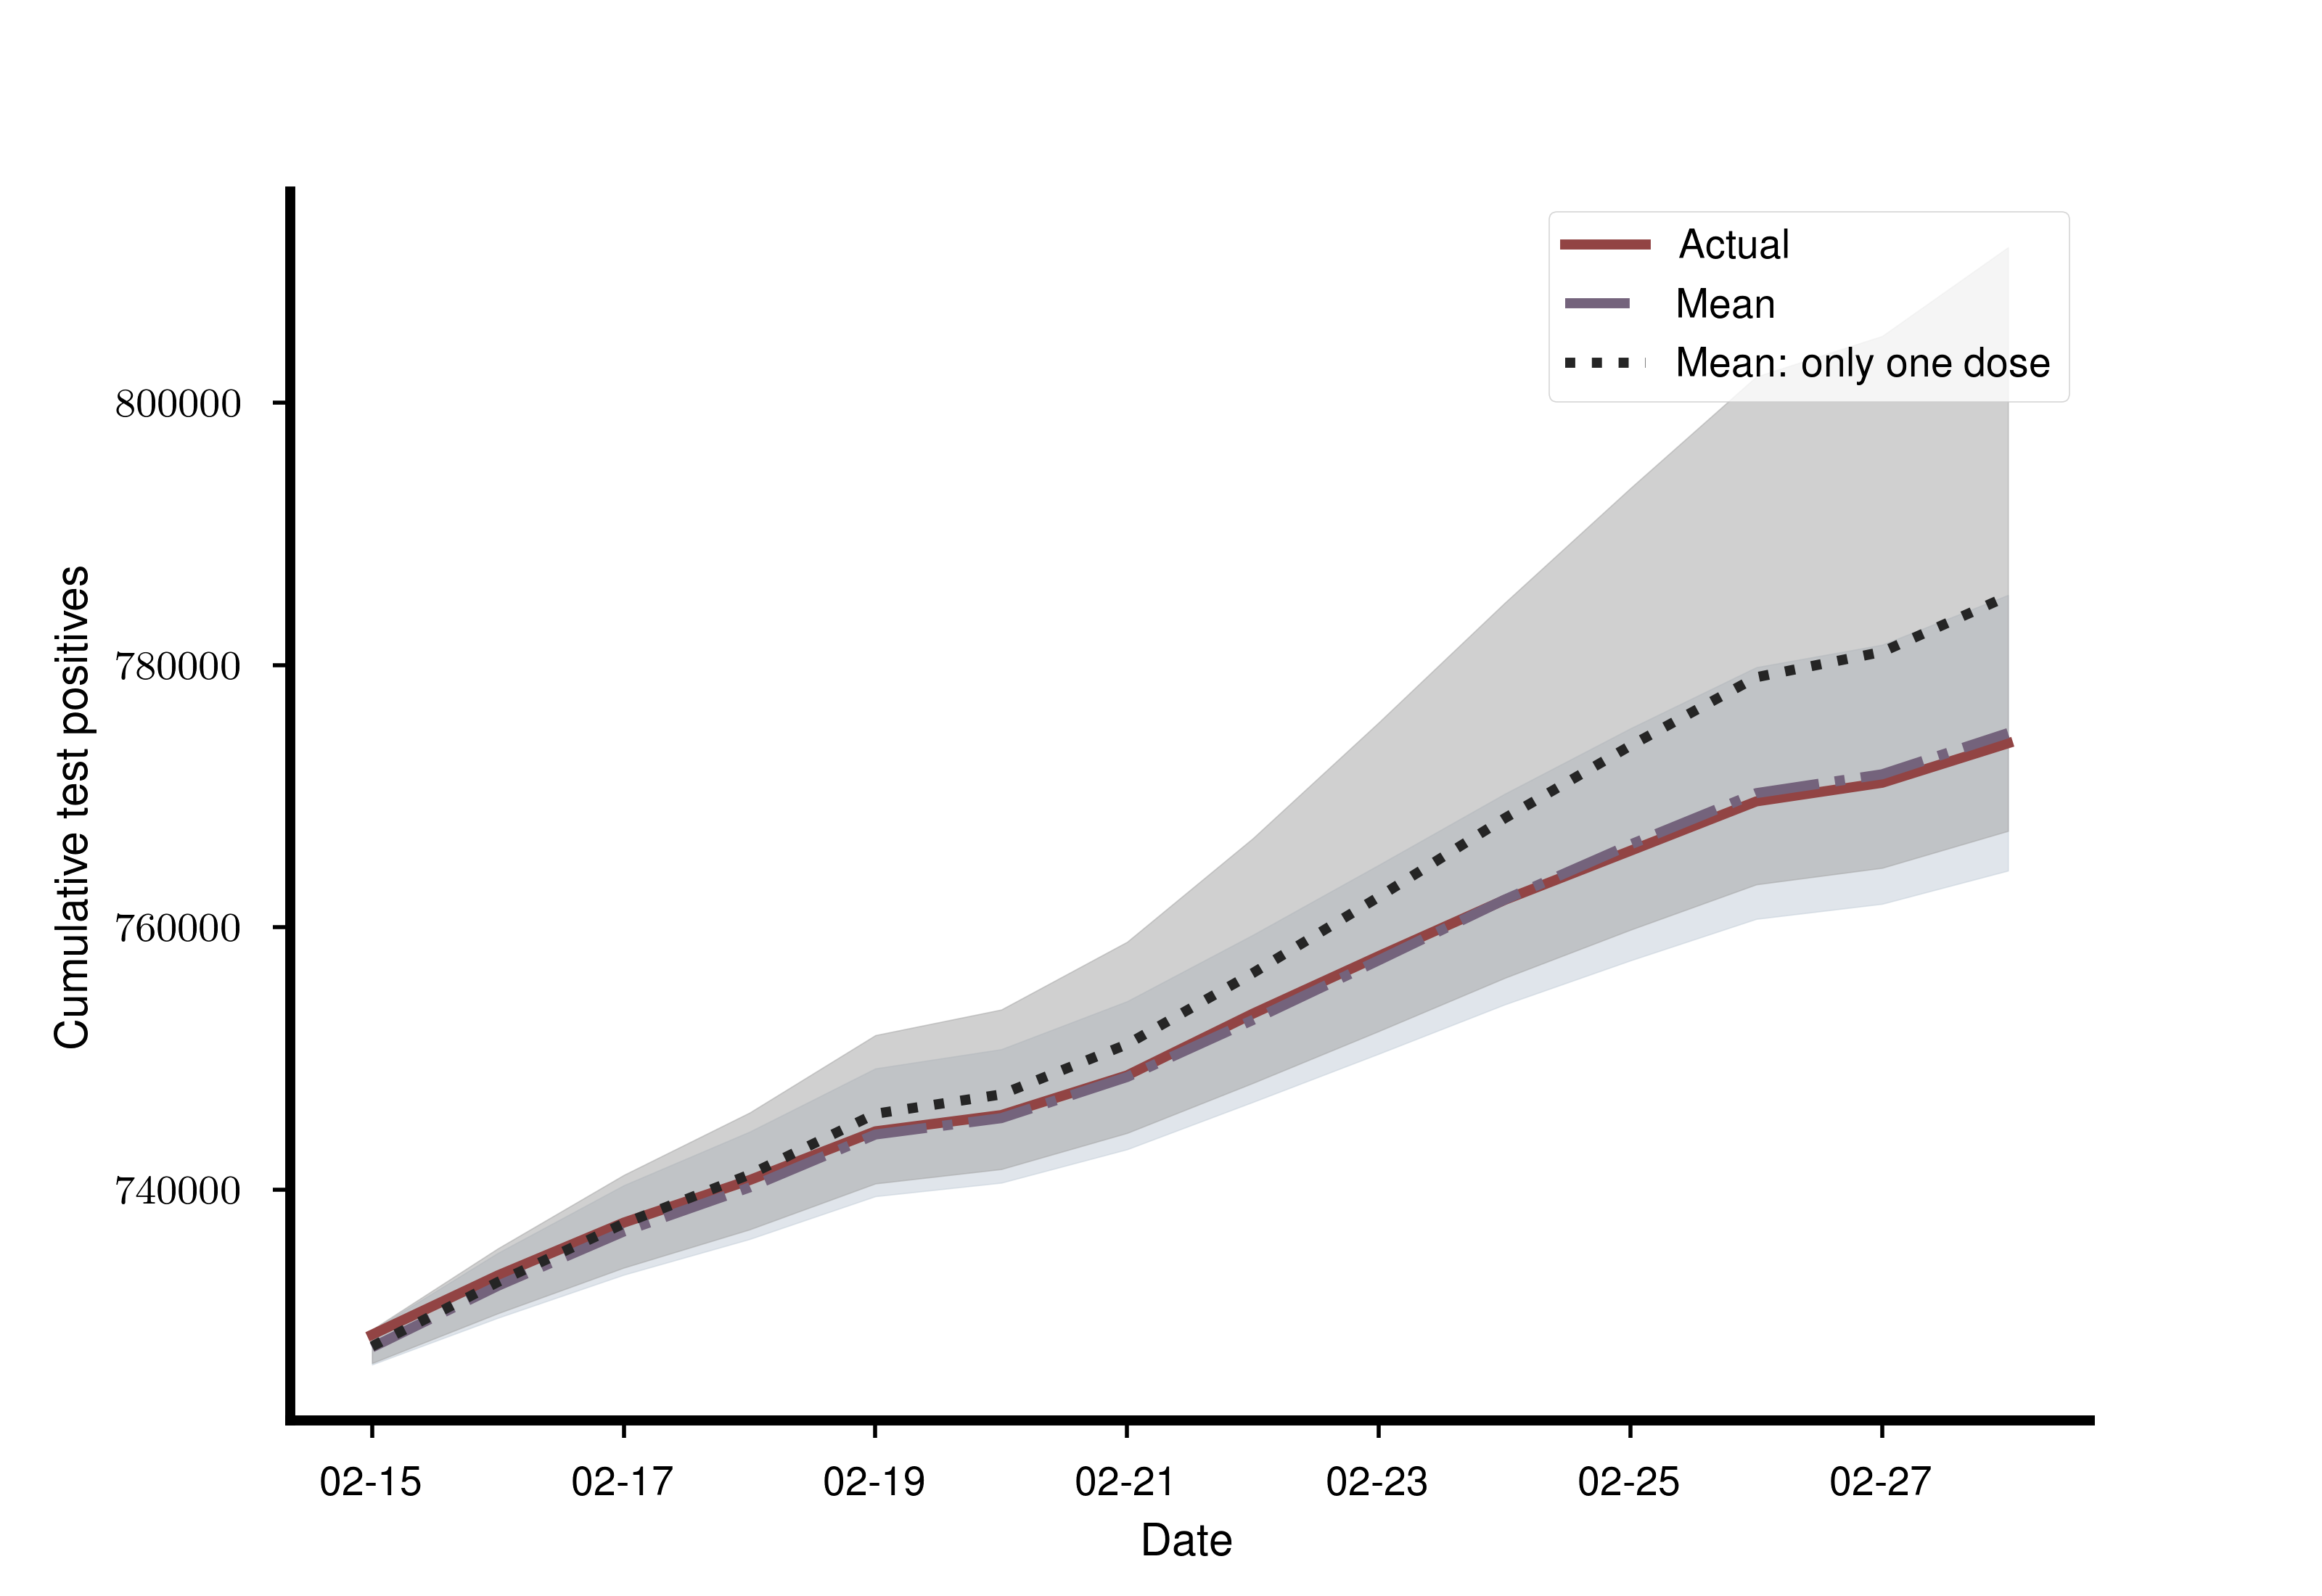 Actual
Mean
Mean: only one dose
800000
780000
760000
740000
Cumulative test positives
02-15
02-17
02-19
02-21
02-23
02-25
02-27
Date